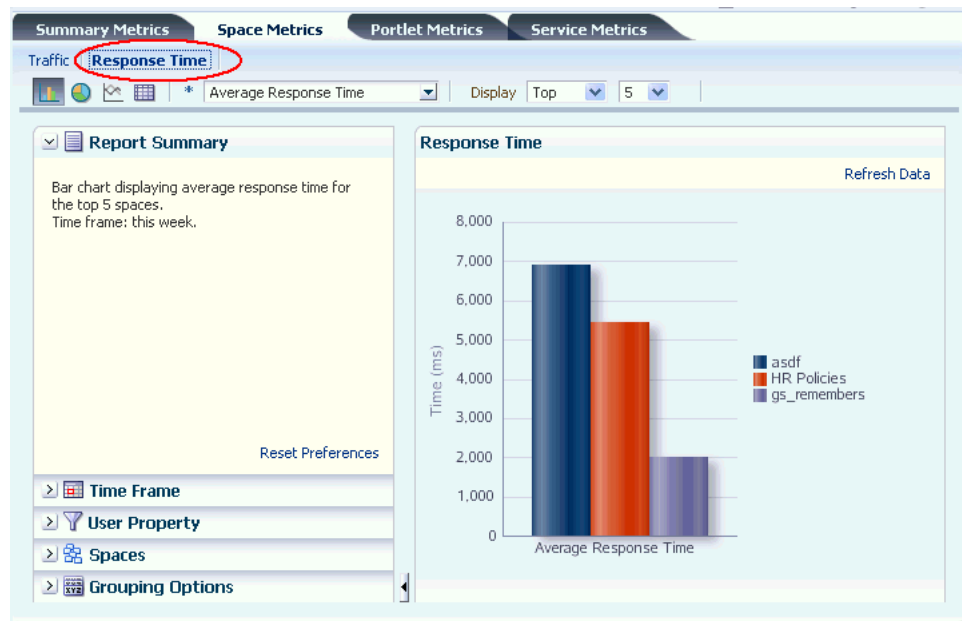 Summary Metrics Space Metrics Portlet Metrics Service Metrics
Traffic Response Time
* Average Response Time Display Top 5
Report Summary
Bar chart displaying average response time for
the top 5 spaces.
Time frame: this week.
Reset Preferences
Time Frame
User Property
Spaces
Grouping Options
Response Time
Refresh Data
8,000
7,000
6,000
5,000
4,000
3,000
2,000
1,000
0
Time (ms)
Average Response Time
asdf
HR Policies
gs_remembers